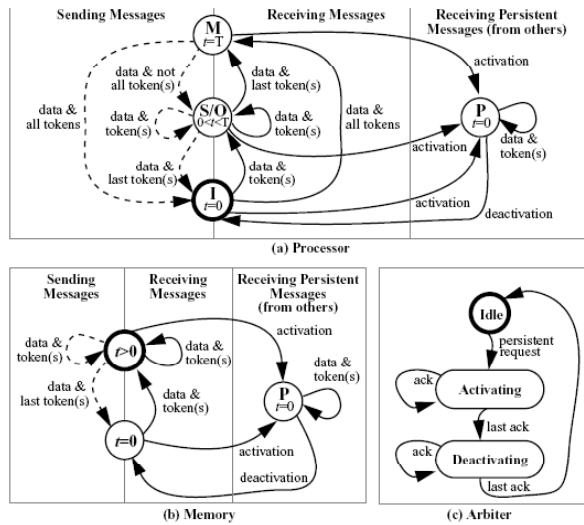 Sending Messages
Receiving Messages
Receiving Persistent
Messages (from others)
M
t=T
activation
data & not
all token(s)
data &
last token(s)
data &
all tokens
data &
token(s)
S/O
0<t<T
data &
token(s)
data &
all tokens
P
t=0
data &
token(s)
data &
last token(s)
data &
token(s)
activation
I
t=0
activation
deactivation
(a) Processor
Sending
Messages
Receiving
Messages
Receiving Persistent
Messages
(from others)
activation
data &
token(s)
t>0
data &
token(s)
data &
last token(s)
data &
token(s)
P
t=0
data &
token(s)
t=0
activation
deactivation
(b) Memory
Idle
persistent
request
ack
Activating
last ack
ack
Deactivating
last ack
(c) Arbiter